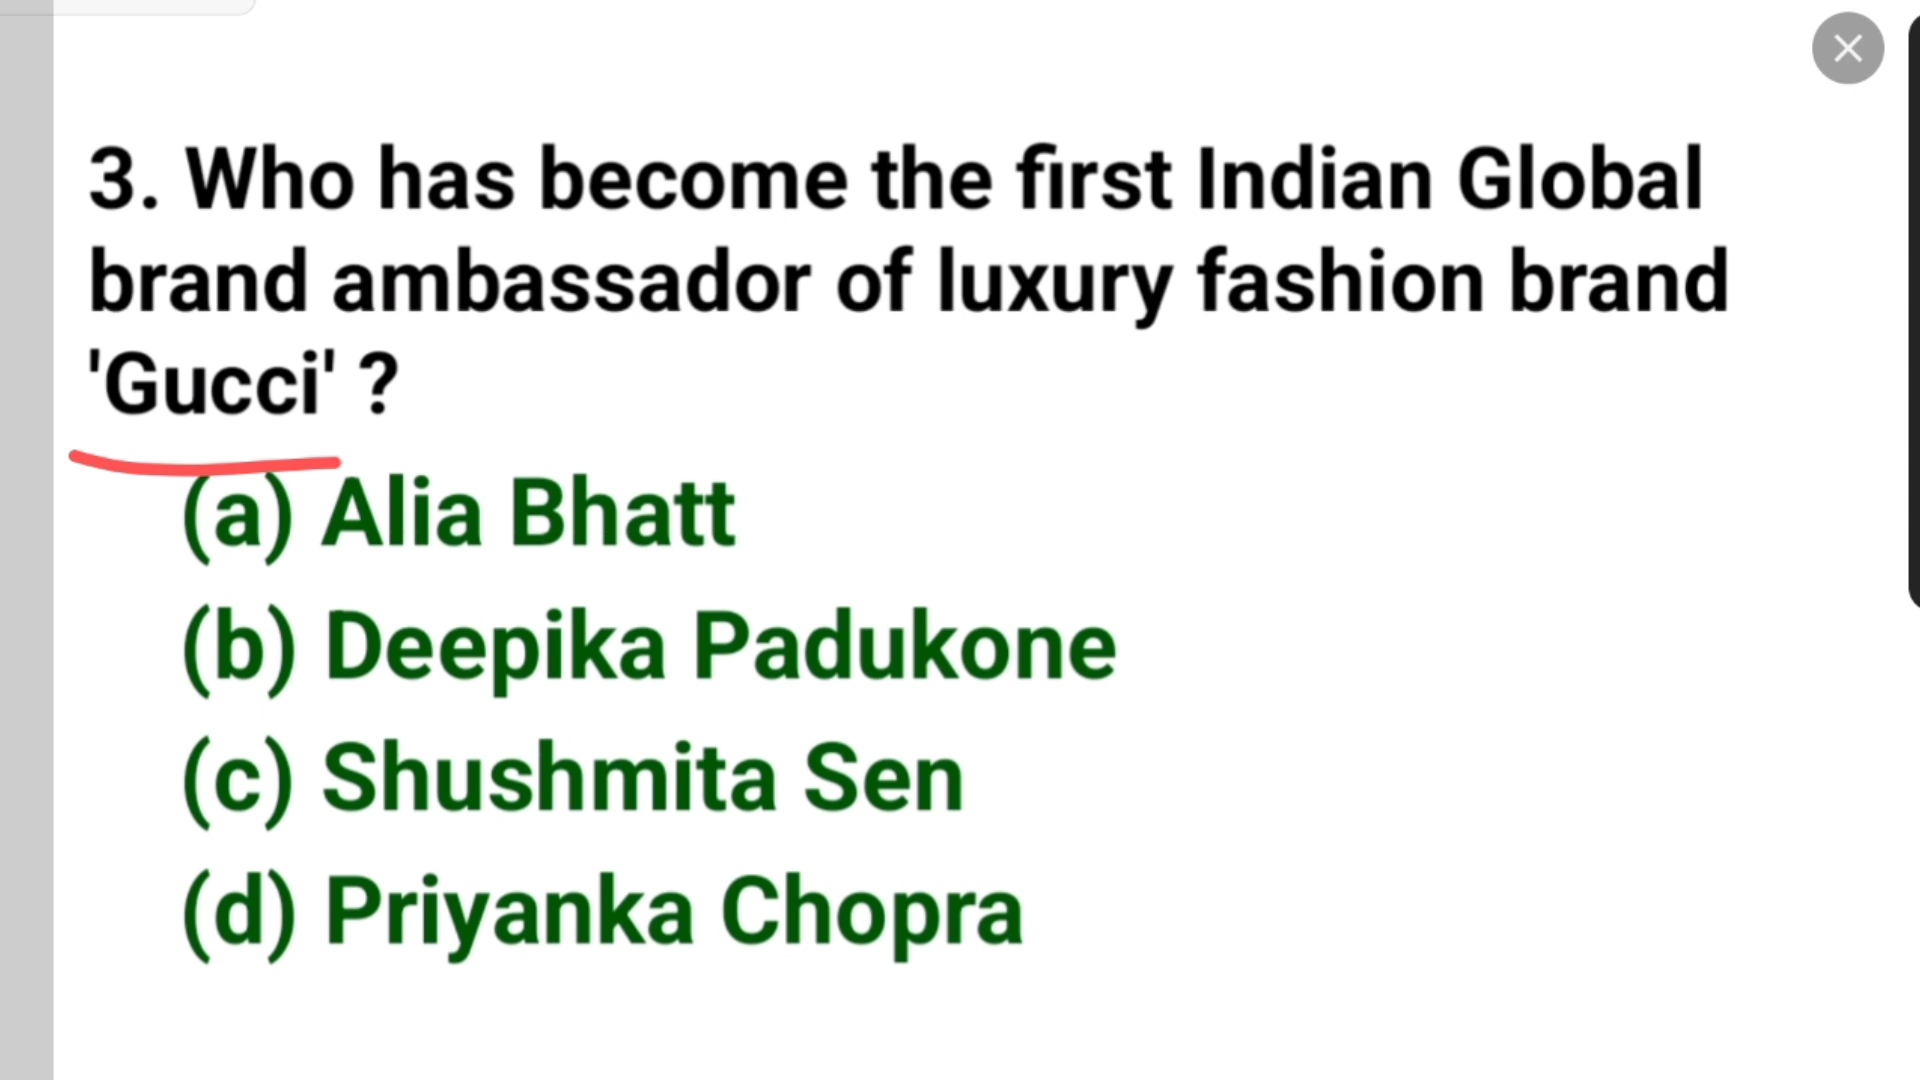 3. Who has become the first Indian Global
brand ambassador of luxury fashion brand
'Gucci' ?
(a) Alia Bhatt
(b) Deepika Padukone
(c) Shushmita Sen
(d) Priyanka Chopra